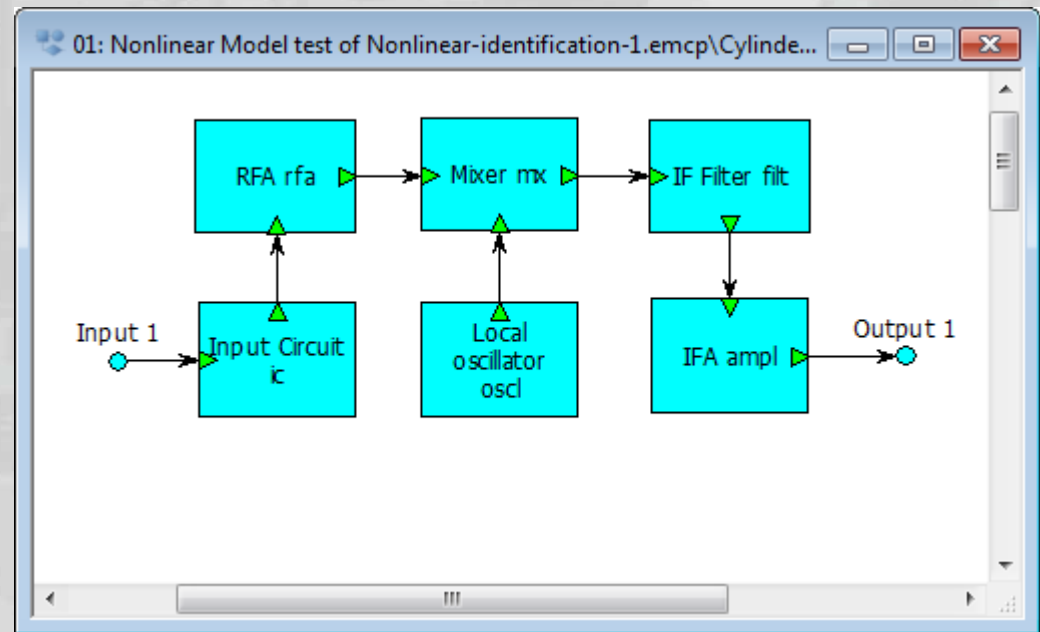 01: Nonlinear Model test of Nonlinear-identification-1.emcp\Cylinde...
RFA rfa
Mixer mx
IF Filter filt
Input 1
Input Circuit
ic
Local
oscillator
oscl
IFA ampl
Output 1